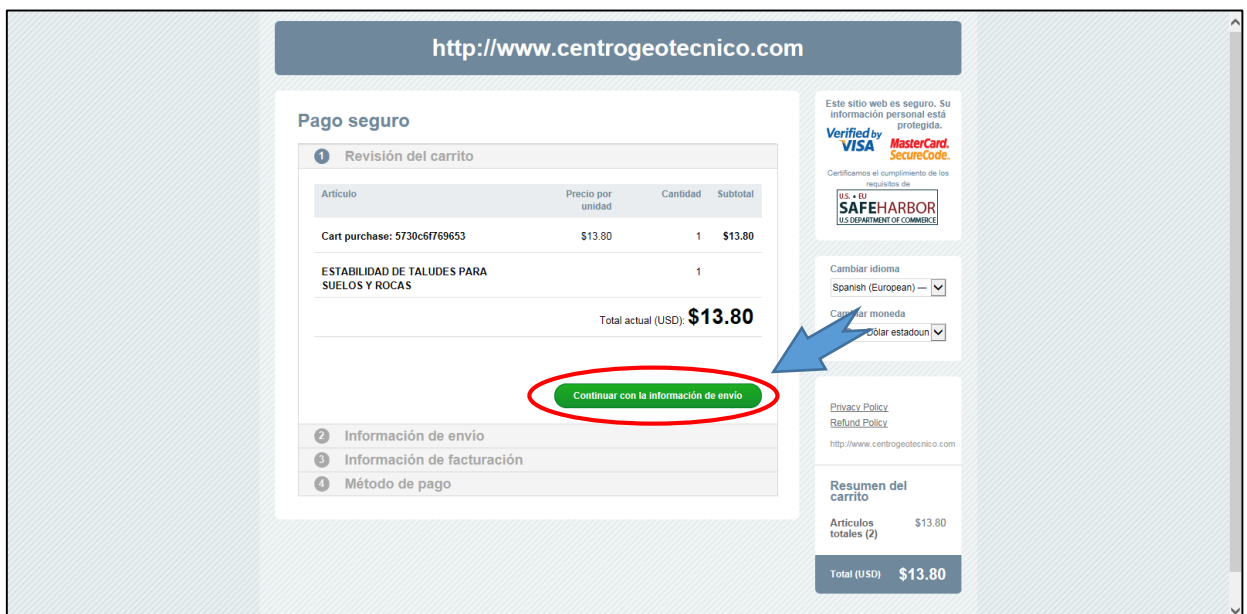 http://www.centrogeotecnico.com
Pago seguro
1 Revisión del carrito
Artículo Precio por unidad Cantidad Subtotal
Cart purchase: 5730c6f769653 $13.80 1 $13.80
ESTABILIDAD DE TALUDES PARA 1
SUELOS Y ROCAS
Total actual (USD): $13.80
Continuar con la información de envío
2 Información de envío
3 Información de facturación
4 Método de pago
Este sitio web es seguro. Su
información personal está
protegida.
Verified by
VISA
MasterCard.
SecureCode.
Certificamos el cumplimiento de los
requisitos de
U.S. • EU
SAFEHARBOR
U.S DEPARTMENT OF COMMERCE
Cambiar idioma
Spanish (European) —
Cambiar moneda
Dólar estadoun
Privacy Policy
Refund Policy
http://www.centrogeotecnico.com
Resumen del
carrito
Artículos $13.80
totales (2)
Total (USD) $13.80